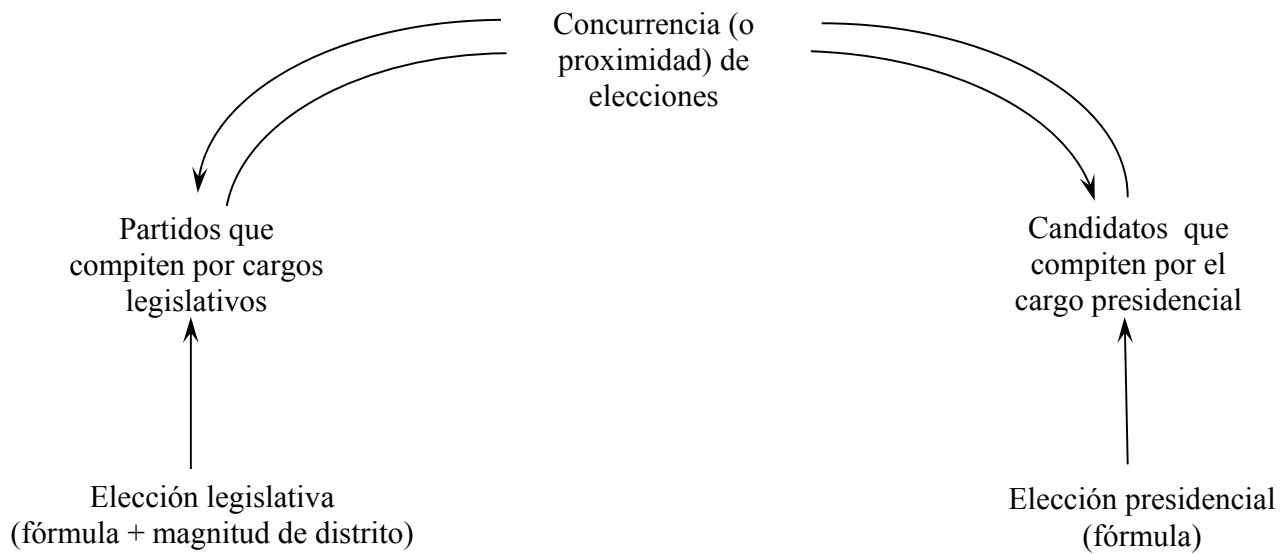 Concurrencia (o
proximidad) de
elecciones
Partidos que
compiten por cargos
legislativos
Candidatos que
compiten por el
cargo presidencial
Elección legislativa
(fórmula + magnitud de distrito)
Elección presidencial
(fórmula)